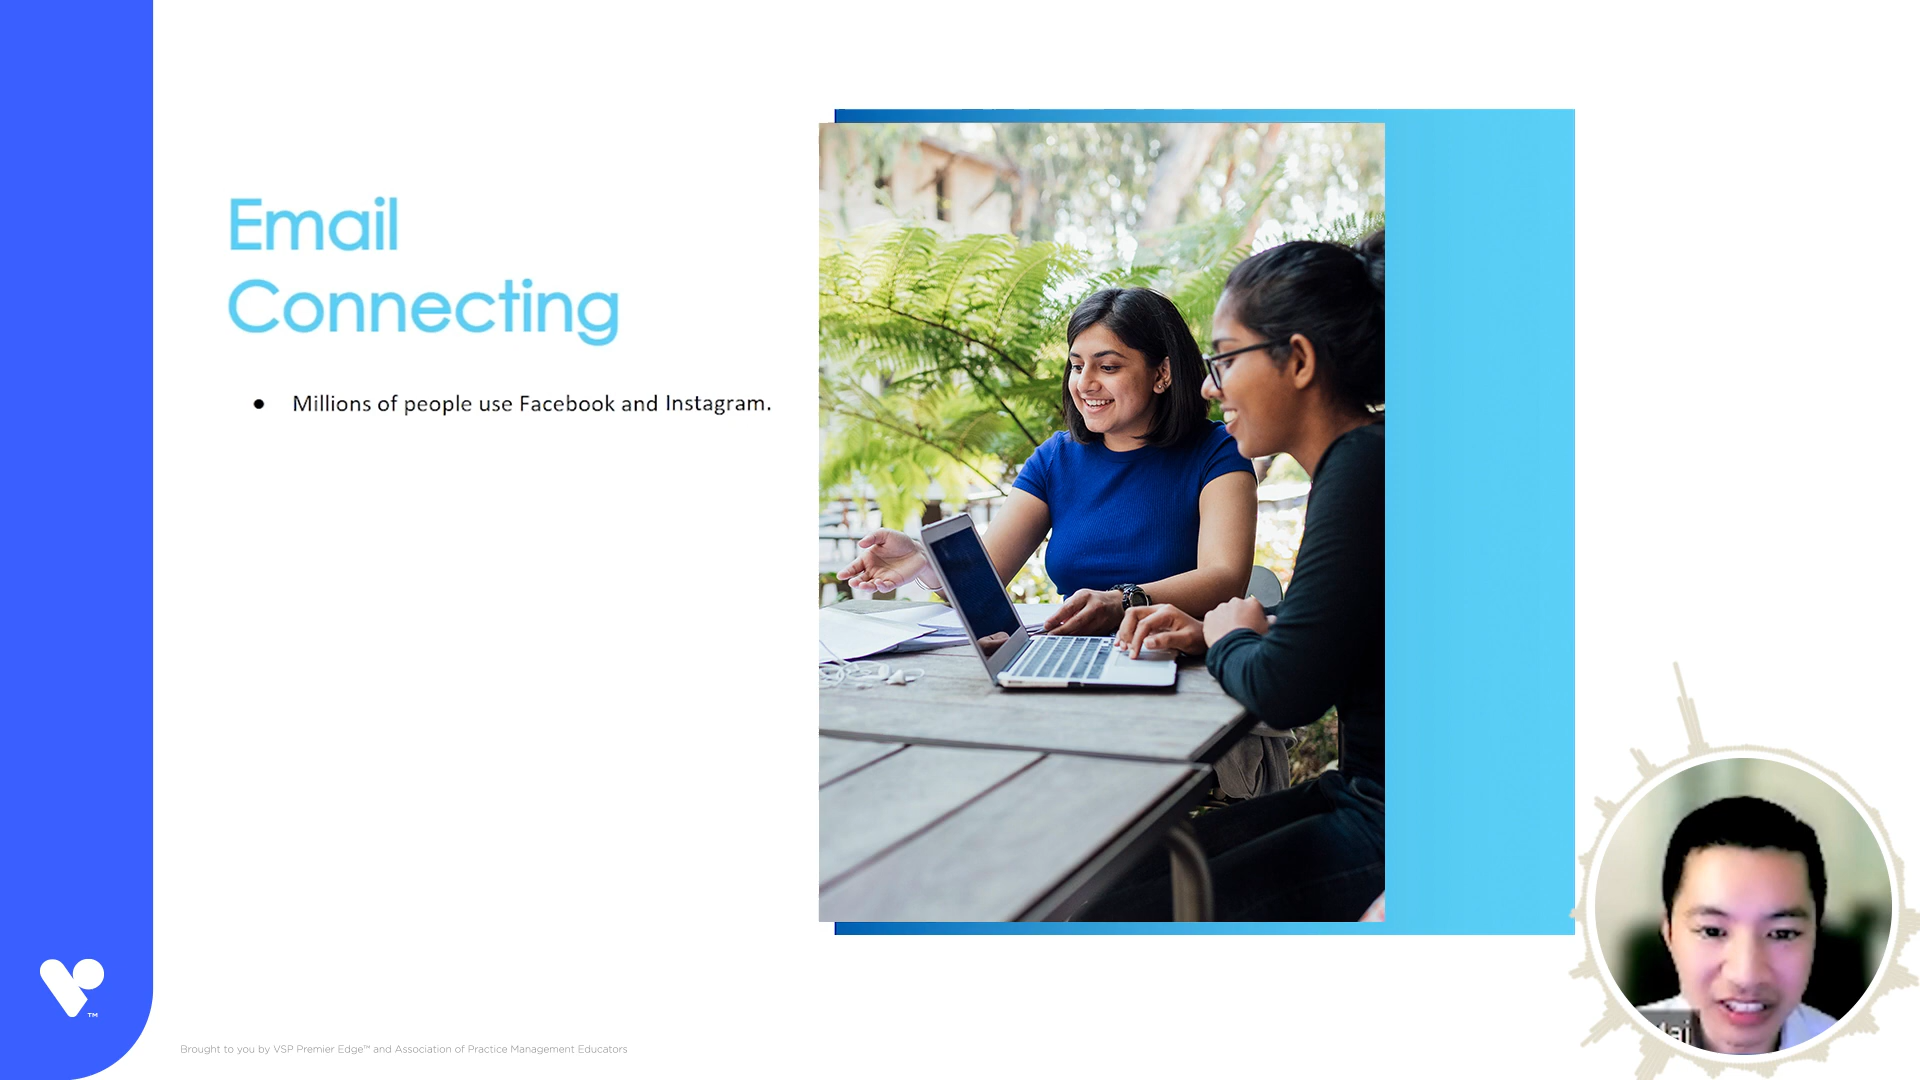 Email
Connecting
● Millions of people use Facebook and Instagram.
TM
Brought to you by VSP Premier Edge™ and Association of Practice Management Educators